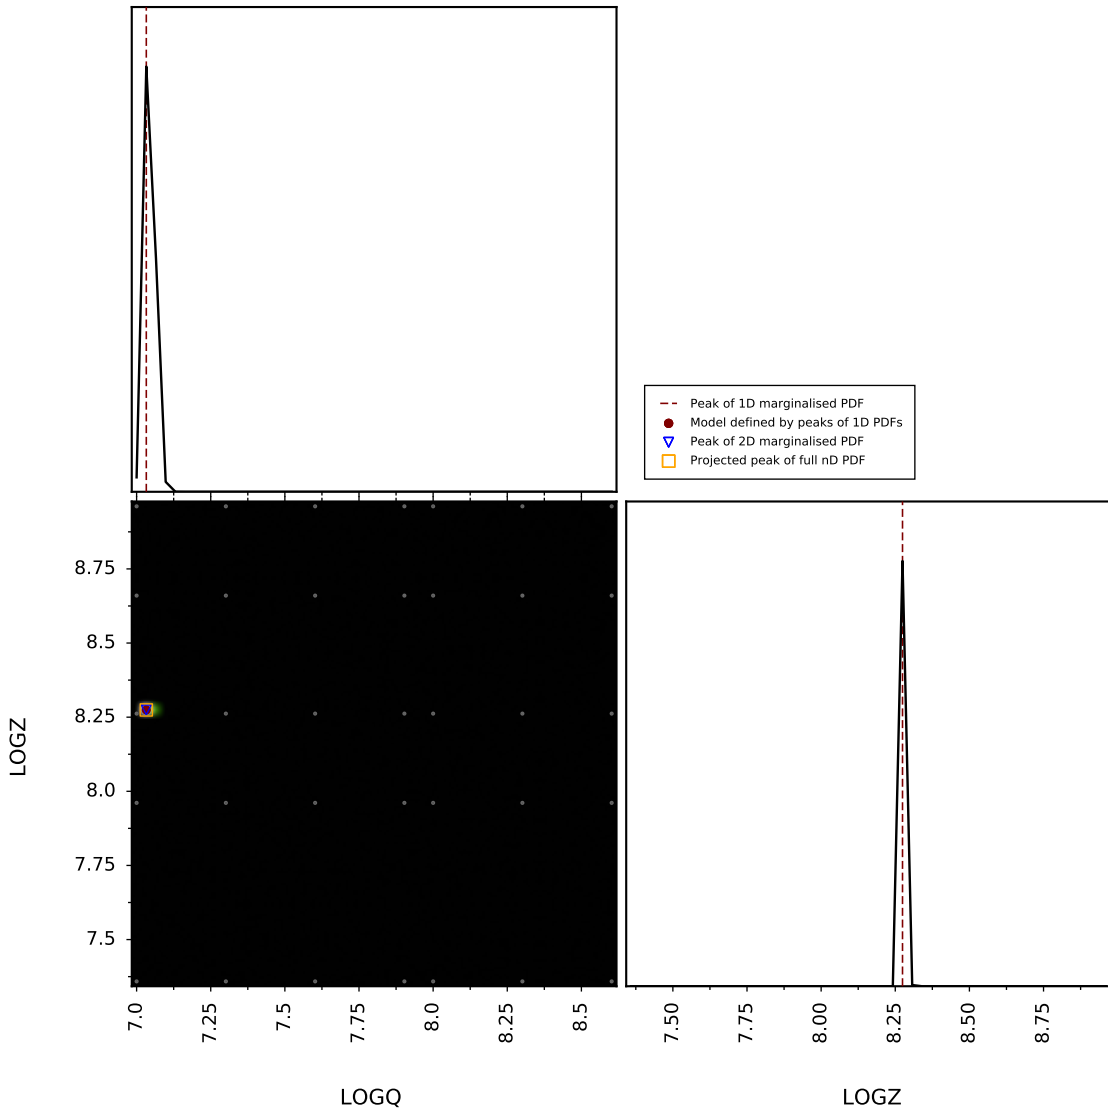 Peak of 1D marginalised PDF
Model defined by peaks of 1D PDFs
Peak of 2D marginalised PDF
Projected peak of full nD PDF
8.75
8.5
8.25
8.0
7.75
7.5
LOGZ
7.0 7.25 7.5 7.75 8.0 8.25 8.5
7.50 7.75 8.00 8.25 8.50 8.75
LOGQ
LOGZ